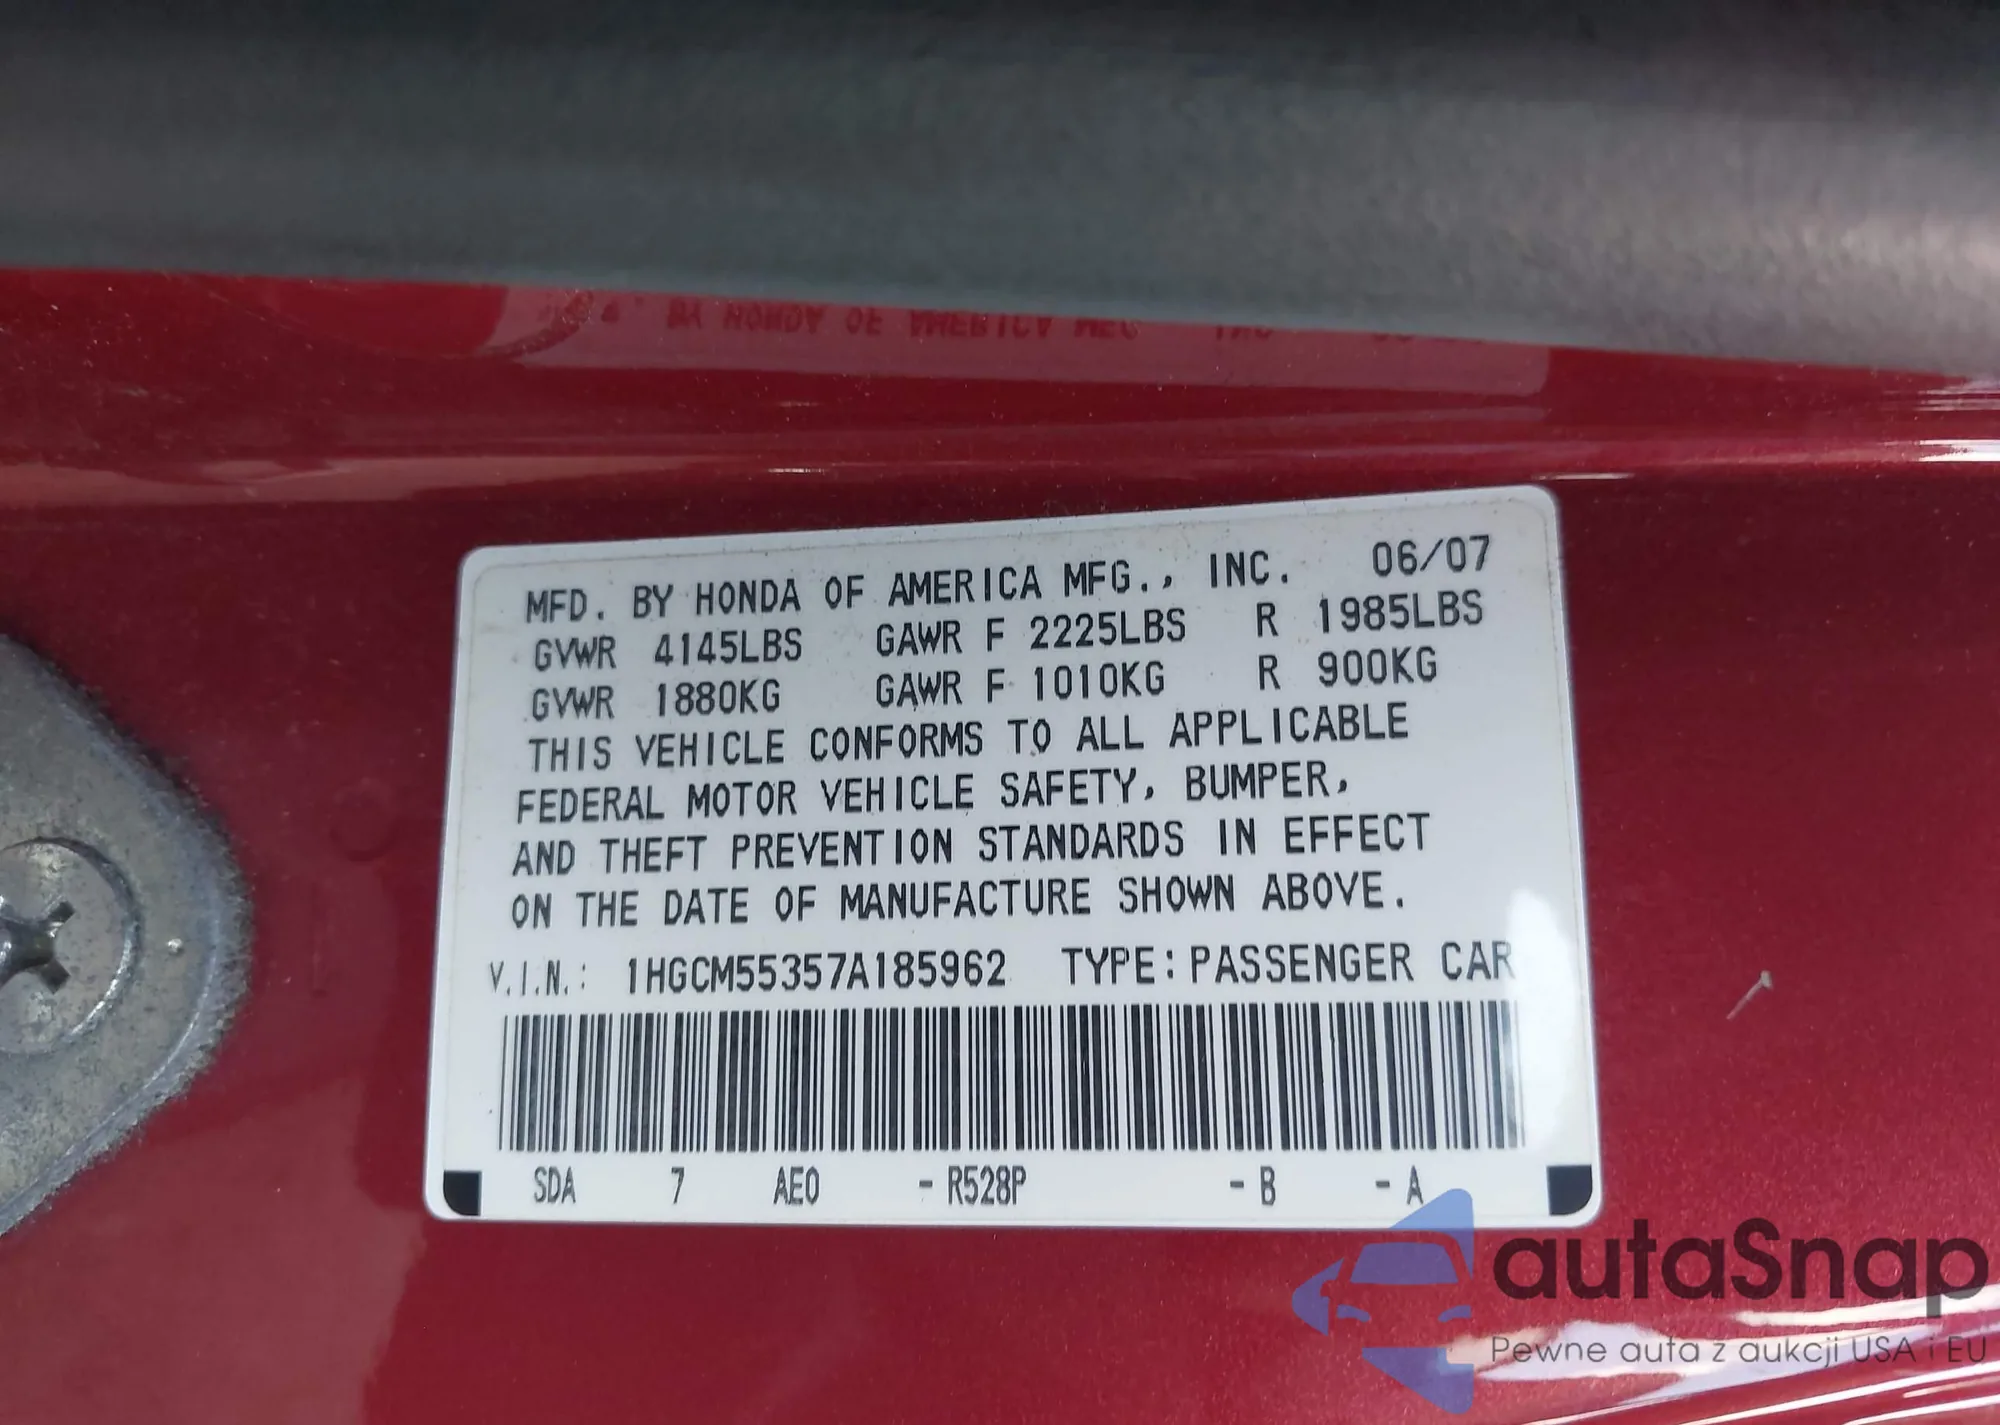 MFD. BY HONDA OF AMERICA MFG., INC. 06/07
GVWR 4145LBS GAWR F 2225LBS R 1985LBS
GVWR 1880KG GAWR F 1010KG R 900KG
THIS VEHICLE CONFORMS TO ALL APPLICABLE
FEDERAL MOTOR VEHICLE SAFETY, BUMPER,
AND THEFT PREVENTION STANDARDS IN EFFECT
ON THE DATE OF MANUFACTURE SHOWN ABOVE.
V.I.N.: 1HGCM55357A185962 TYPE: PASSENGER CAR
SDA 7 AE0 - R528P - B - A
autaSnap
Pewne auta z aukcji USA i EU